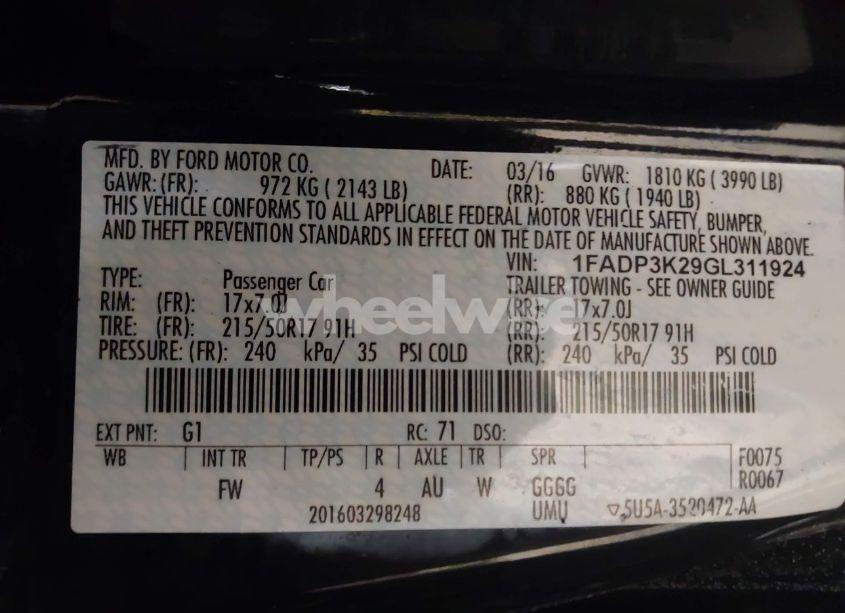 MFD. BY FORD MOTOR CO. DATE: 03/16 GVWR: 1810 KG ( 3990 LB)
GAWR: (FR): 972 KG ( 2143 LB) (RR): 880 KG ( 1940 LB)
THIS VEHICLE CONFORMS TO ALL APPLICABLE FEDERAL MOTOR VEHICLE SAFETY, BUMPER,
AND THEFT PREVENTION STANDARDS IN EFFECT ON THE DATE OF MANUFACTURE SHOWN ABOVE.
VIN: 1FADP3K29GL311924
TYPE: Passenger Car TRAILER TOWING - SEE OWNER GUIDE
RIM: (FR): 17x7.0J (RR): 17x7.0J
wheelwise
TIRE: (FR): 215/50R17 91H (RR): 215/50R17 91H
PRESSURE: (FR): 240 kPa/ 35 PSI COLD (RR): 240 kPa/ 35 PSI COLD
EXT PNT: G1 RC: 71 DSO:
WB INT TR TP/PS R AXLE TR SPR F0075
FW 4 AU W GGGG R0067
201603298248 UMU ▽5U5A-3520472-AA